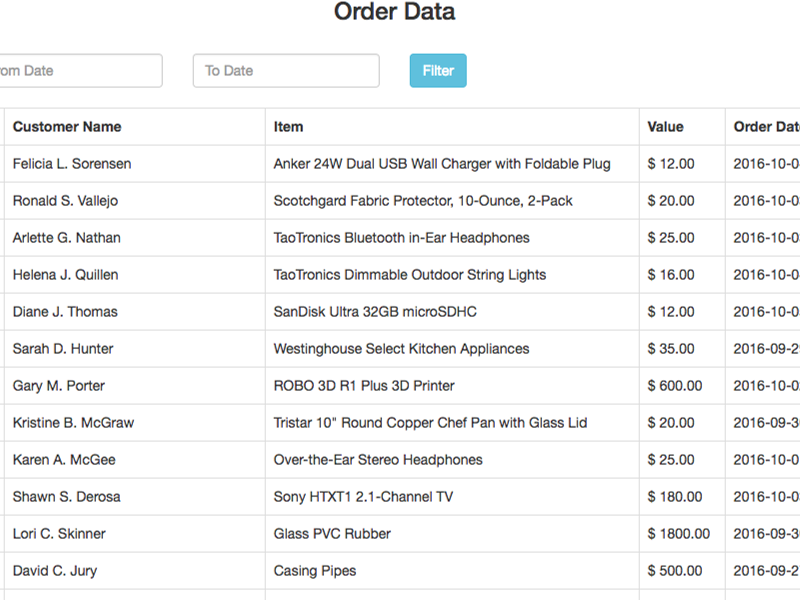 Order Data
om Date To Date Filter
Customer Name Item Value Order Dat
Felicia L. Sorensen Anker 24W Dual USB Wall Charger with Foldable Plug $ 12.00 2016-10-0
Ronald S. Vallejo Scotchgard Fabric Protector, 10-Ounce, 2-Pack $ 20.00 2016-10-0
Arlette G. Nathan TaoTronics Bluetooth in-Ear Headphones $ 25.00 2016-10-0
Helena J. Quillen TaoTronics Dimmable Outdoor String Lights $ 16.00 2016-10-0
Diane J. Thomas SanDisk Ultra 32GB microSDHC $ 12.00 2016-10-0
Sarah D. Hunter Westinghouse Select Kitchen Appliances $ 35.00 2016-09-2
Gary M. Porter ROBO 3D R1 Plus 3D Printer $ 600.00 2016-10-0
Kristine B. McGraw Tristar 10" Round Copper Chef Pan with Glass Lid $ 20.00 2016-09-3
Karen A. McGee Over-the-Ear Stereo Headphones $ 25.00 2016-10-0
Shawn S. Derosa Sony HTXT1 2.1-Channel TV $ 180.00 2016-10-0
Lori C. Skinner Glass PVC Rubber $ 1800.00 2016-09-3
David C. Jury Casing Pipes $ 500.00 2016-09-2